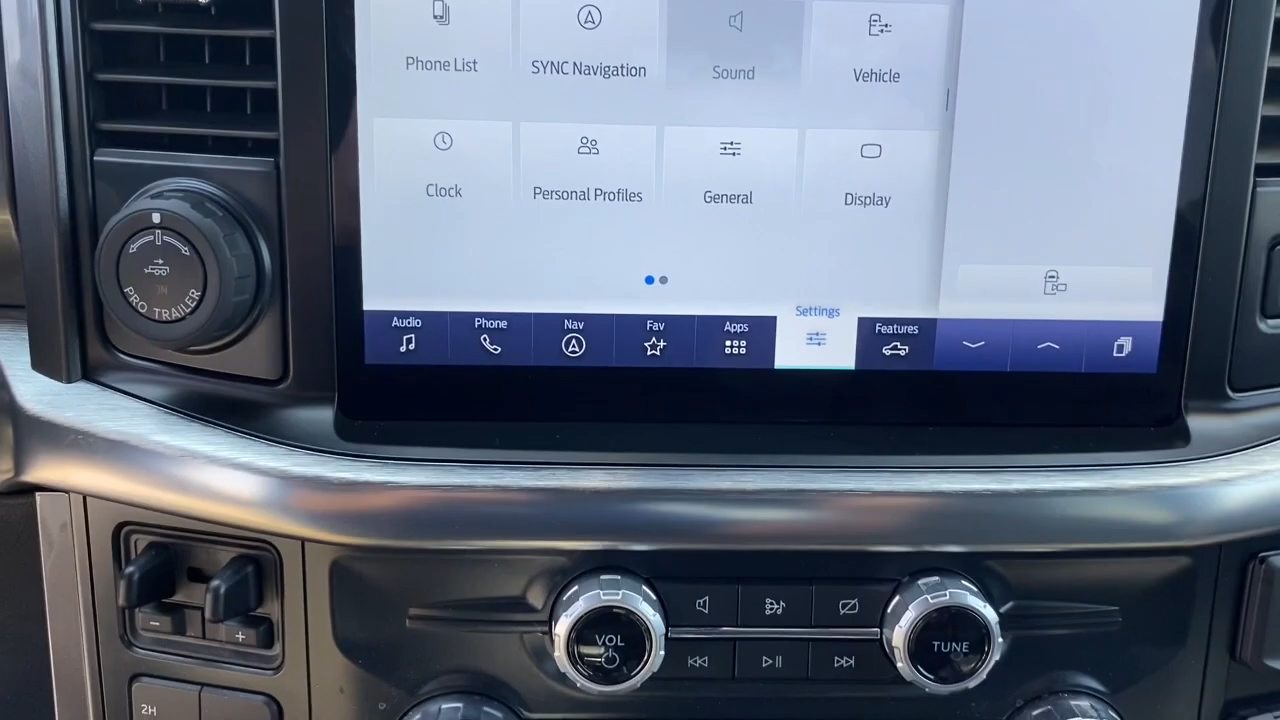 Phone List
SYNC Navigation
Sound
Vehicle
Clock
Personal Profiles
General
Display
Settings
Audio
Phone
Nav
Fav
Apps
Features
PRO TRAILER
VOL
TUNE
2H